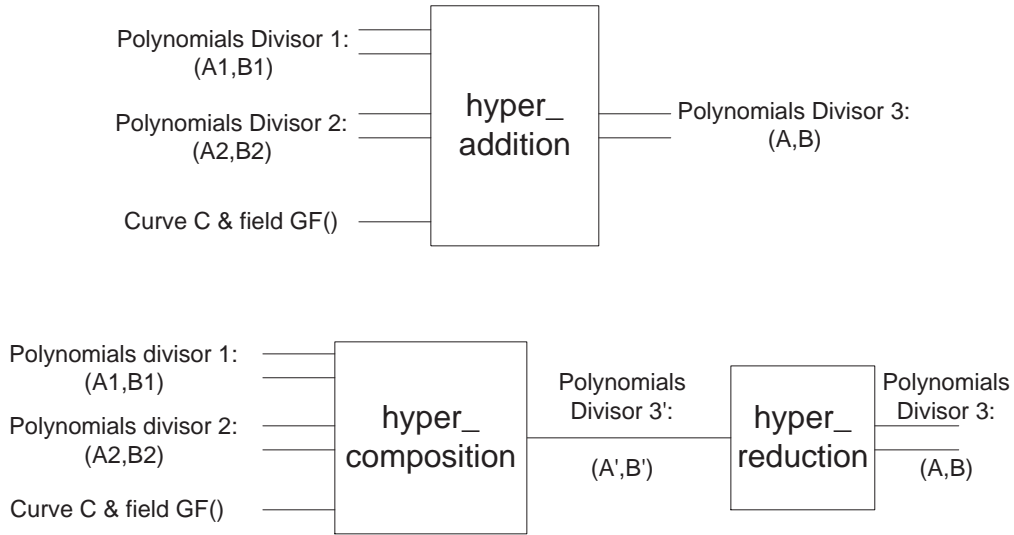 Polynomials Divisor 1:
(A1,B1)
Polynomials Divisor 2:
(A2,B2)
Curve C & field GF()
hyper_
addition
Polynomials Divisor 3:
(A,B)
Polynomials divisor 1:
(A1,B1)
Polynomials divisor 2:
(A2,B2)
Curve C & field GF()
hyper_
composition
Polynomials
Divisor 3':
(A',B')
hyper_
reduction
Polynomials
Divisor 3:
(A,B)